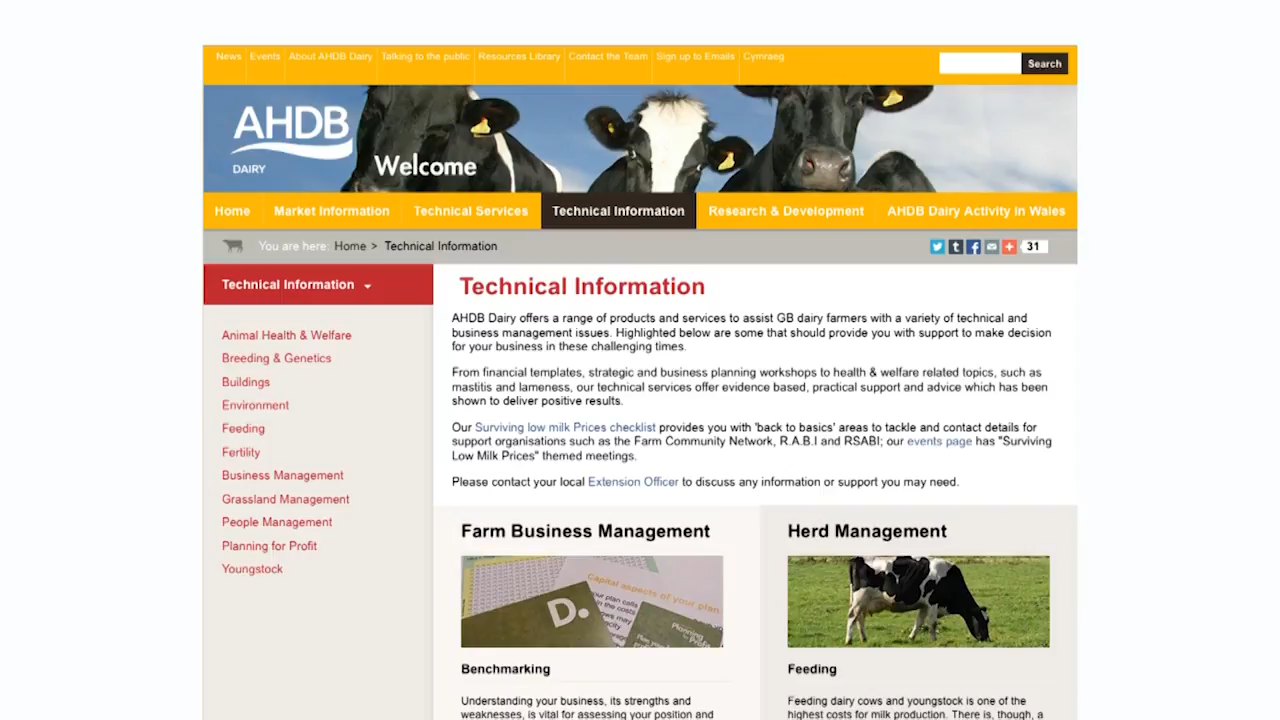 News
Events
About AHDB Dairy
Talking to the public
Resources Library
Contact the Team
Sign up to Emails
Cymraeg
Search
AHDB
DAIRY
Welcome
Home
Market Information
Technical Services
Technical Information
Research & Development
AHDB Dairy Activity in Wales
You are here: Home > Technical Information
31
Technical Information
Animal Health & Welfare
Breeding & Genetics
Buildings
Environment
Feeding
Fertility
Business Management
Grassland Management
People Management
Planning for Profit
Youngstock
Technical Information
AHDB Dairy offers a range of products and services to assist GB dairy farmers with a variety of technical and
business management issues. Highlighted below are some that should provide you with support to make decision
for your business in these challenging times.
From financial templates, strategic and business planning workshops to health & welfare related topics, such as
mastitis and lameness, our technical services offer evidence based, practical support and advice which has been
shown to deliver positive results.
Our Surviving low milk Prices checklist provides you with 'back to basics' areas to tackle and contact details for
support organisations such as the Farm Community Network, R.A.B.I and RSABI; our events page has "Surviving
Low Milk Prices" themed meetings.
Please contact your local Extension Officer to discuss any information or support you may need.
Farm Business Management
Capital aspects of your plan
D.
Planning
Benchmarking
Understanding your business, its strengths and
weaknesses, is vital for assessing your position and
Herd Management
Feeding
Feeding dairy cows and youngstock is one of the
highest costs for milk production. There is, though, a